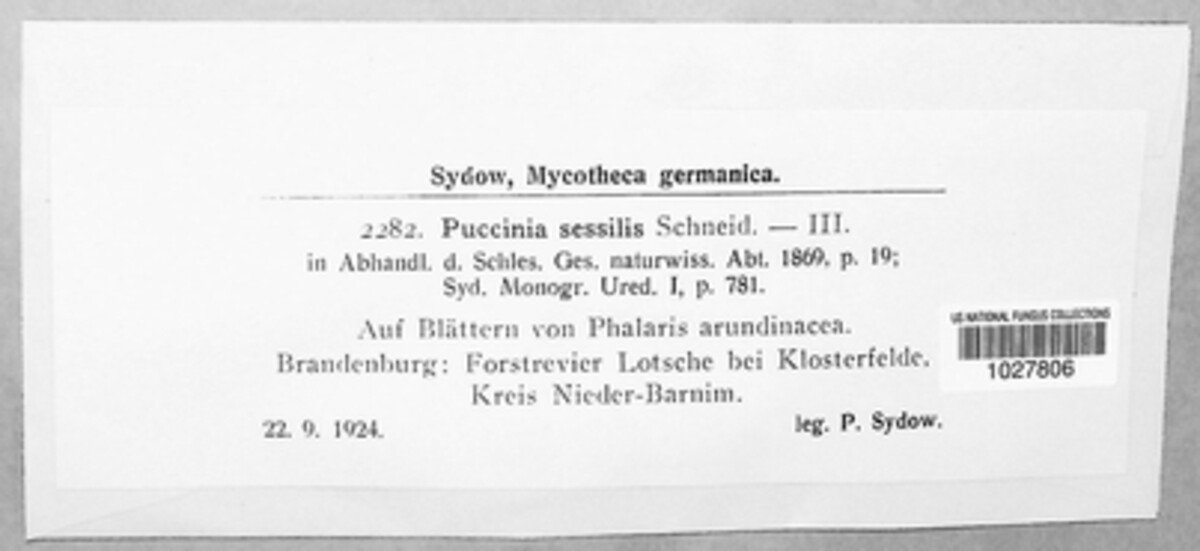 Sydow, Mycotheca germanica.
2282. Puccinia sessilis Schneid. — III.
in Abhandl. d. Schles. Ges. naturwiss. Abt. 1869, p. 19;
Syd. Monogr. Ured. I, p. 781.
Auf Blättern von Phalaris arundinacea.
Brandenburg: Forstrevier Lotsche bei Klosterfelde.
Kreis Nieder-Barnim.
22. 9. 1924.
leg. P. Sydow.
US NATIONAL FUNGUS COLLECTIONS
1027806